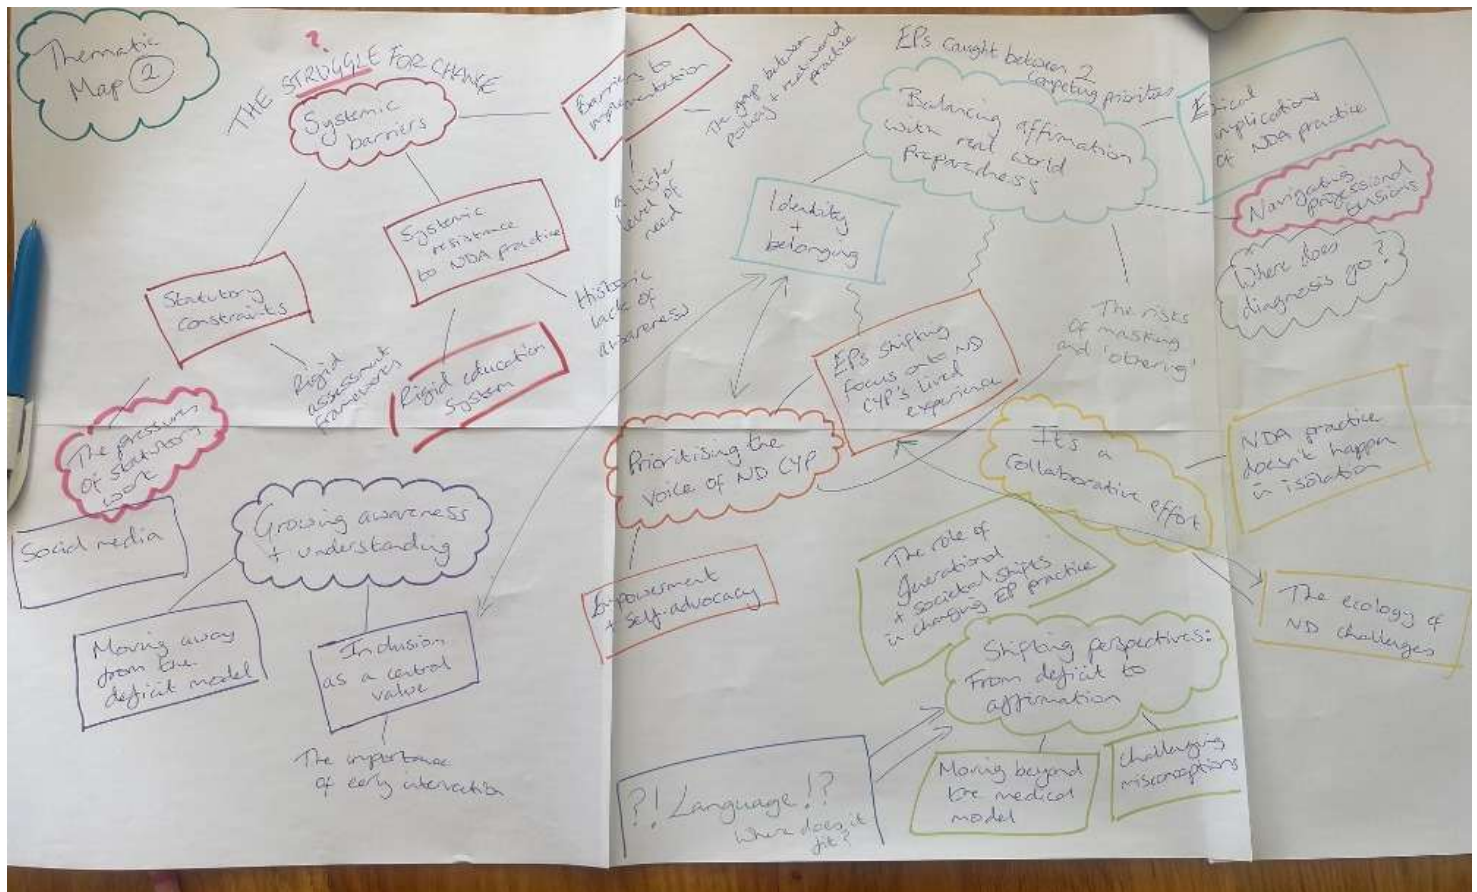 Thematic
Map 2
?
THE STRUGGLE FOR CHANGE
Systemic
barriers
Barriers to
implementation
The gap between
policy + real-world
practice
A higher
level of
need
Statutory
constraints
Systemic
resistance
to NDA practice
Historic
lack of
awareness
Rigid
assessment
frameworks
Rigid education
System
The pressures
of statutory
work
EPs caught between 2
competing priorities
Balancing affirmation
with real world
preparedness
Ethical
implications
of NDA practice
Navigating
professional
tensions
Where does
diagnosis go?
Identity
+
belonging
The risks
of masking
and 'othering'
EPs shifting
focus onto ND
CYP's lived
experience
Prioritising the
voice of ND CYP
Empowerment
+ self-advocacy
It's a
collaborative
effort
NDA practice
doesn't happen
in isolation
The ecology of
ND challenges
Social media
Growing awareness
+ understanding
Moving away
from the
deficit model
Inclusion
as a central
value
The importance
of early intervention
The role of
generational
+ societal shifts
in changing EP practice
Shifting perspectives:
From deficit to
affirmation
Moving beyond
the medical
model
Challenging
misconceptions
?! Language !?
Where does it
fit?